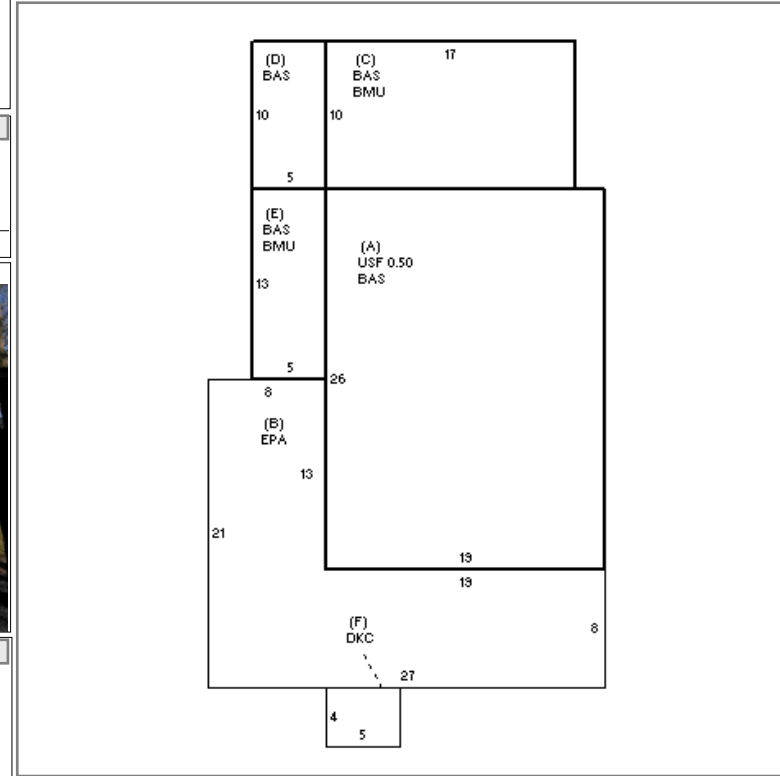 17
(D)
BAS
(C)
BAS
BMU
10
10
5
(E)
BAS
BMU
(A)
USF 0.50
BAS
13
5
26
8
(B)
EPA
13
21
19
19
(F)
DKC
8
27
4
5